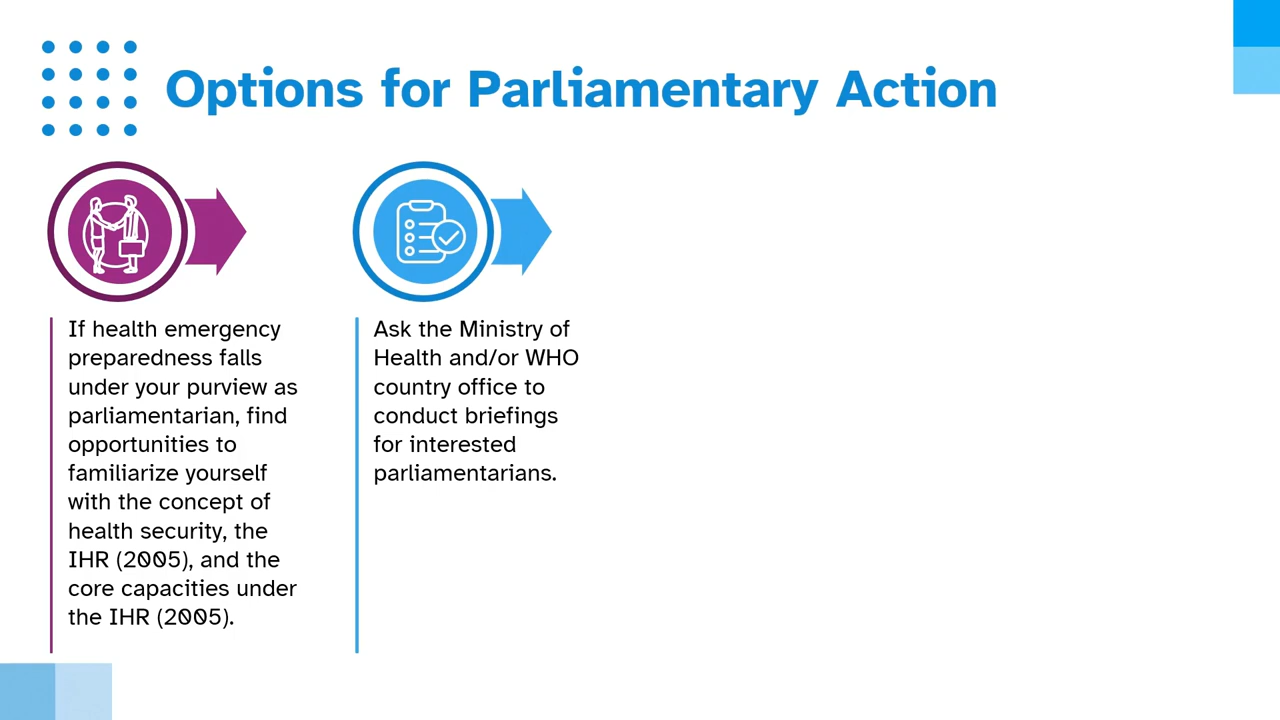 Options for Parliamentary Action
If health emergency
preparedness falls
under your purview as
parliamentarian, find
opportunities to
familiarize yourself
with the concept of
health security, the
IHR (2005), and the
core capacities under
the IHR (2005).
Ask the Ministry of
Health and/or WHO
country office to
conduct briefings
for interested
parliamentarians.